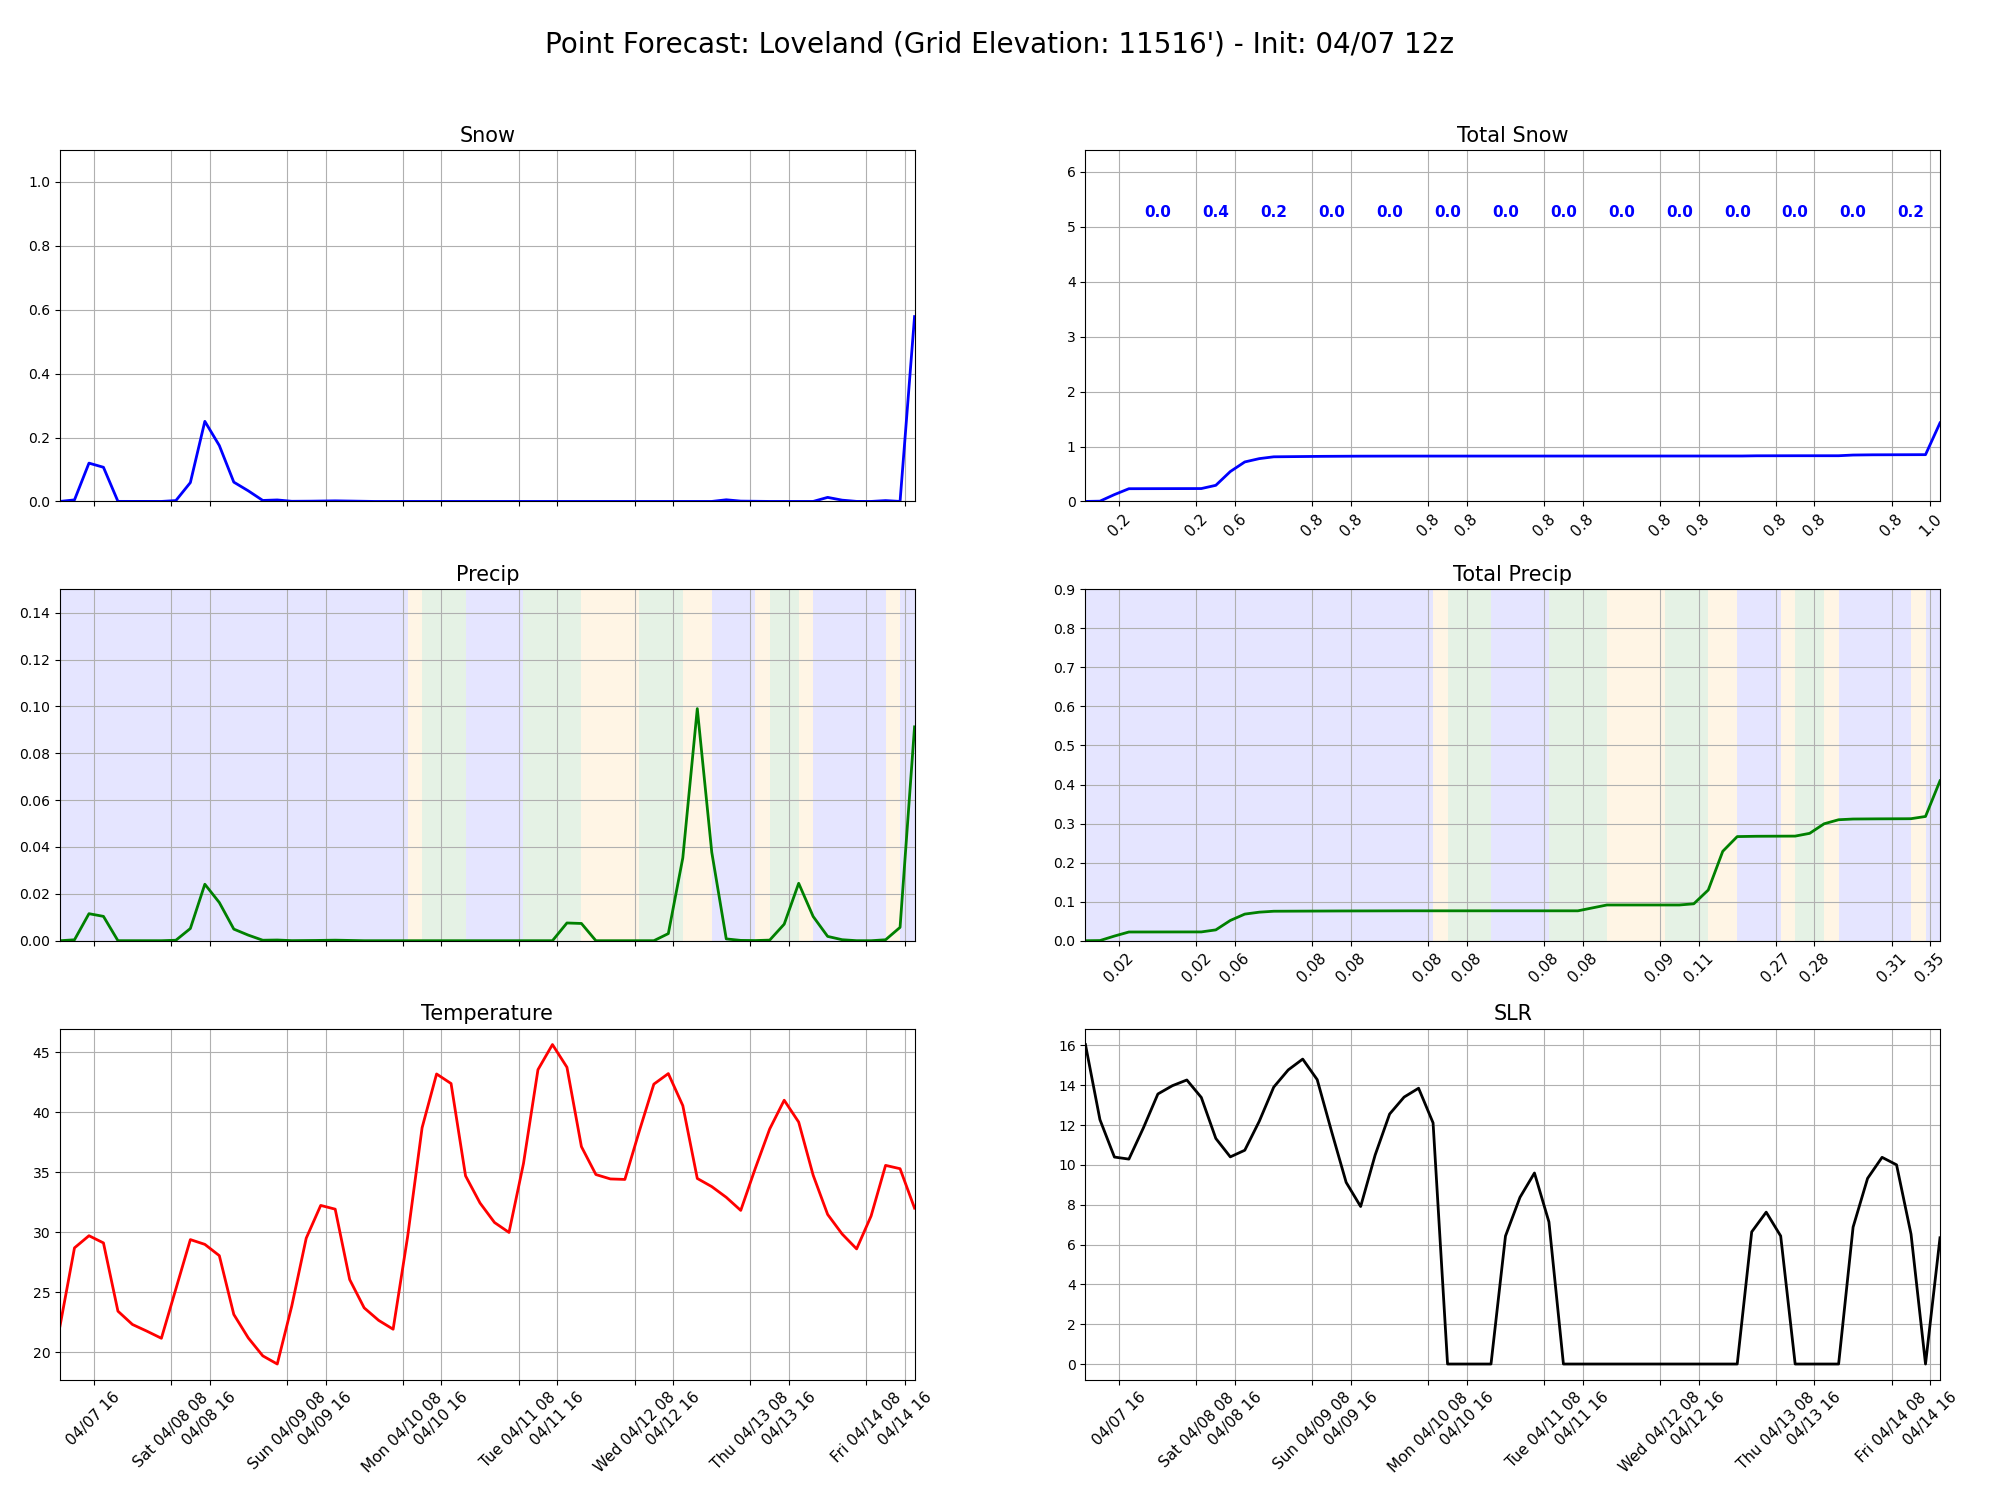 Point Forecast: Loveland (Grid Elevation: 11516') - Init: 04/07 12z
Snow
1.0
0.8
0.6
0.4
0.2
0.0
Total Snow
6
5
4
3
2
1
0
0.0 0.4 0.2 0.0 0.0 0.0 0.0 0.0 0.0 0.0 0.0 0.0 0.0 0.2
0.2 0.2 0.6 0.8 0.8 0.8 0.8 0.8 0.8 0.8 0.8 0.8 0.8 0.8 1.0
Precip
0.14
0.12
0.10
0.08
0.06
0.04
0.02
0.00
Total Precip
0.9
0.8
0.7
0.6
0.5
0.4
0.3
0.2
0.1
0.0
0.02 0.02 0.06 0.08 0.08 0.08 0.08 0.08 0.08 0.09 0.11 0.27 0.28 0.31 0.35
Temperature
45
40
35
30
25
20
04/07 16
Sat 04/08 08
04/08 16
Sun 04/09 08
04/09 16
Mon 04/10 08
04/10 16
Tue 04/11 08
04/11 16
Wed 04/12 08
04/12 16
Thu 04/13 08
04/13 16
Fri 04/14 08
04/14 16
SLR
16
14
12
10
8
6
4
2
0
04/07 16
Sat 04/08 08
04/08 16
Sun 04/09 08
04/09 16
Mon 04/10 08
04/10 16
Tue 04/11 08
04/11 16
Wed 04/12 08
04/12 16
Thu 04/13 08
04/13 16
Fri 04/14 08
04/14 16